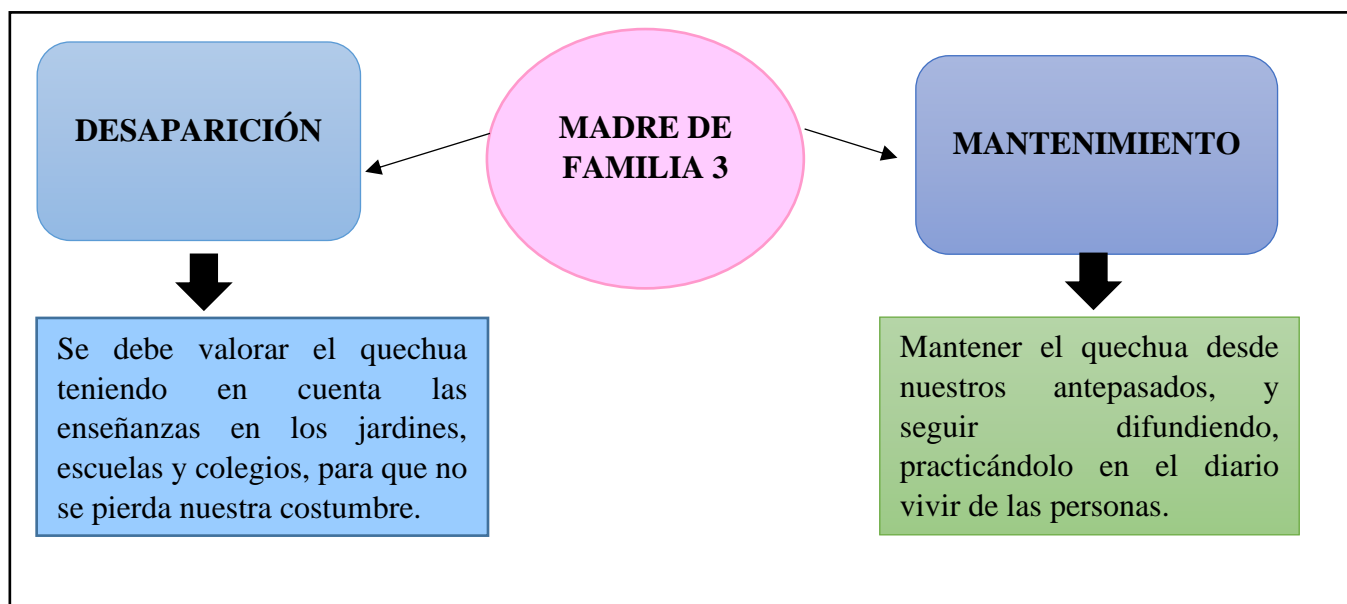 DESAPARICIÓN
MADRE DE
FAMILIA 3
MANTENIMIENTO
Se debe valorar el quechua
teniendo en cuenta las
enseñanzas en los jardines,
escuelas y colegios, para que no
se pierda nuestra costumbre.
Mantener el quechua desde
nuestros antepasados, y
seguir difundiendo,
practicándolo en el diario
vivir de las personas.